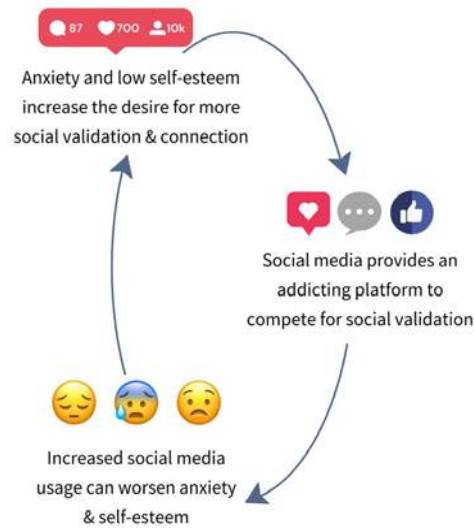 87 700 10k
Anxiety and low self-esteem
increase the desire for more
social validation & connection
Social media provides an
addicting platform to
compete for social validation
Increased social media
usage can worsen anxiety
& self-esteem